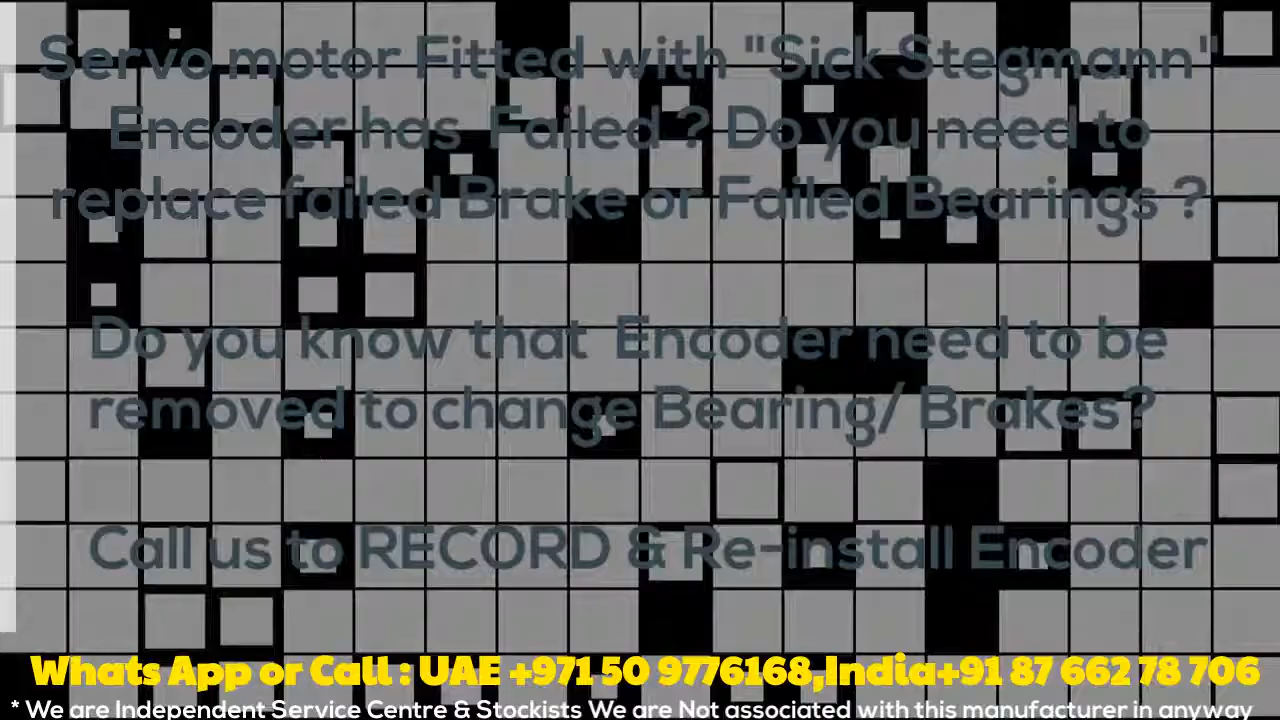 Servo motor Fitted with "Sick Stegmann"
Encoder has Failed ? Do you need to
replace failed Brake or Failed Bearings ?
Do you know that Encoder need to be
removed to change Bearing/ Brakes?
Call us to RECORD & Re-install Encoder
Whats App or Call : UAE +971 50 9776168,India+91 87 662 78 706
* We are Independent Service Centre & Stockists We are Not associated with this manufacturer in anyway